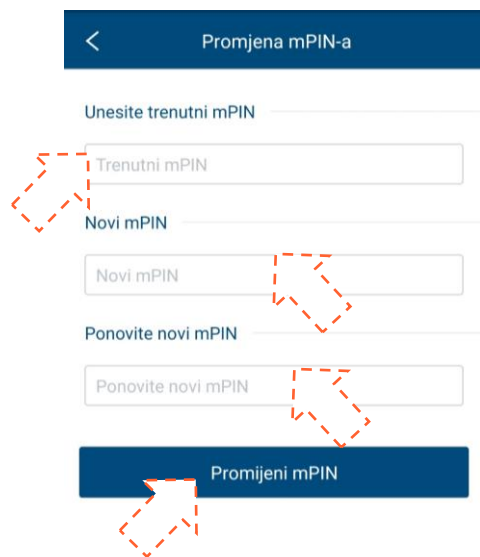 Promjena mPIN-a
Unesite trenutni mPIN
Trenutni mPIN
Novi mPIN
Novi mPIN
Ponovite novi mPIN
Ponovite novi mPIN
Promijeni mPIN